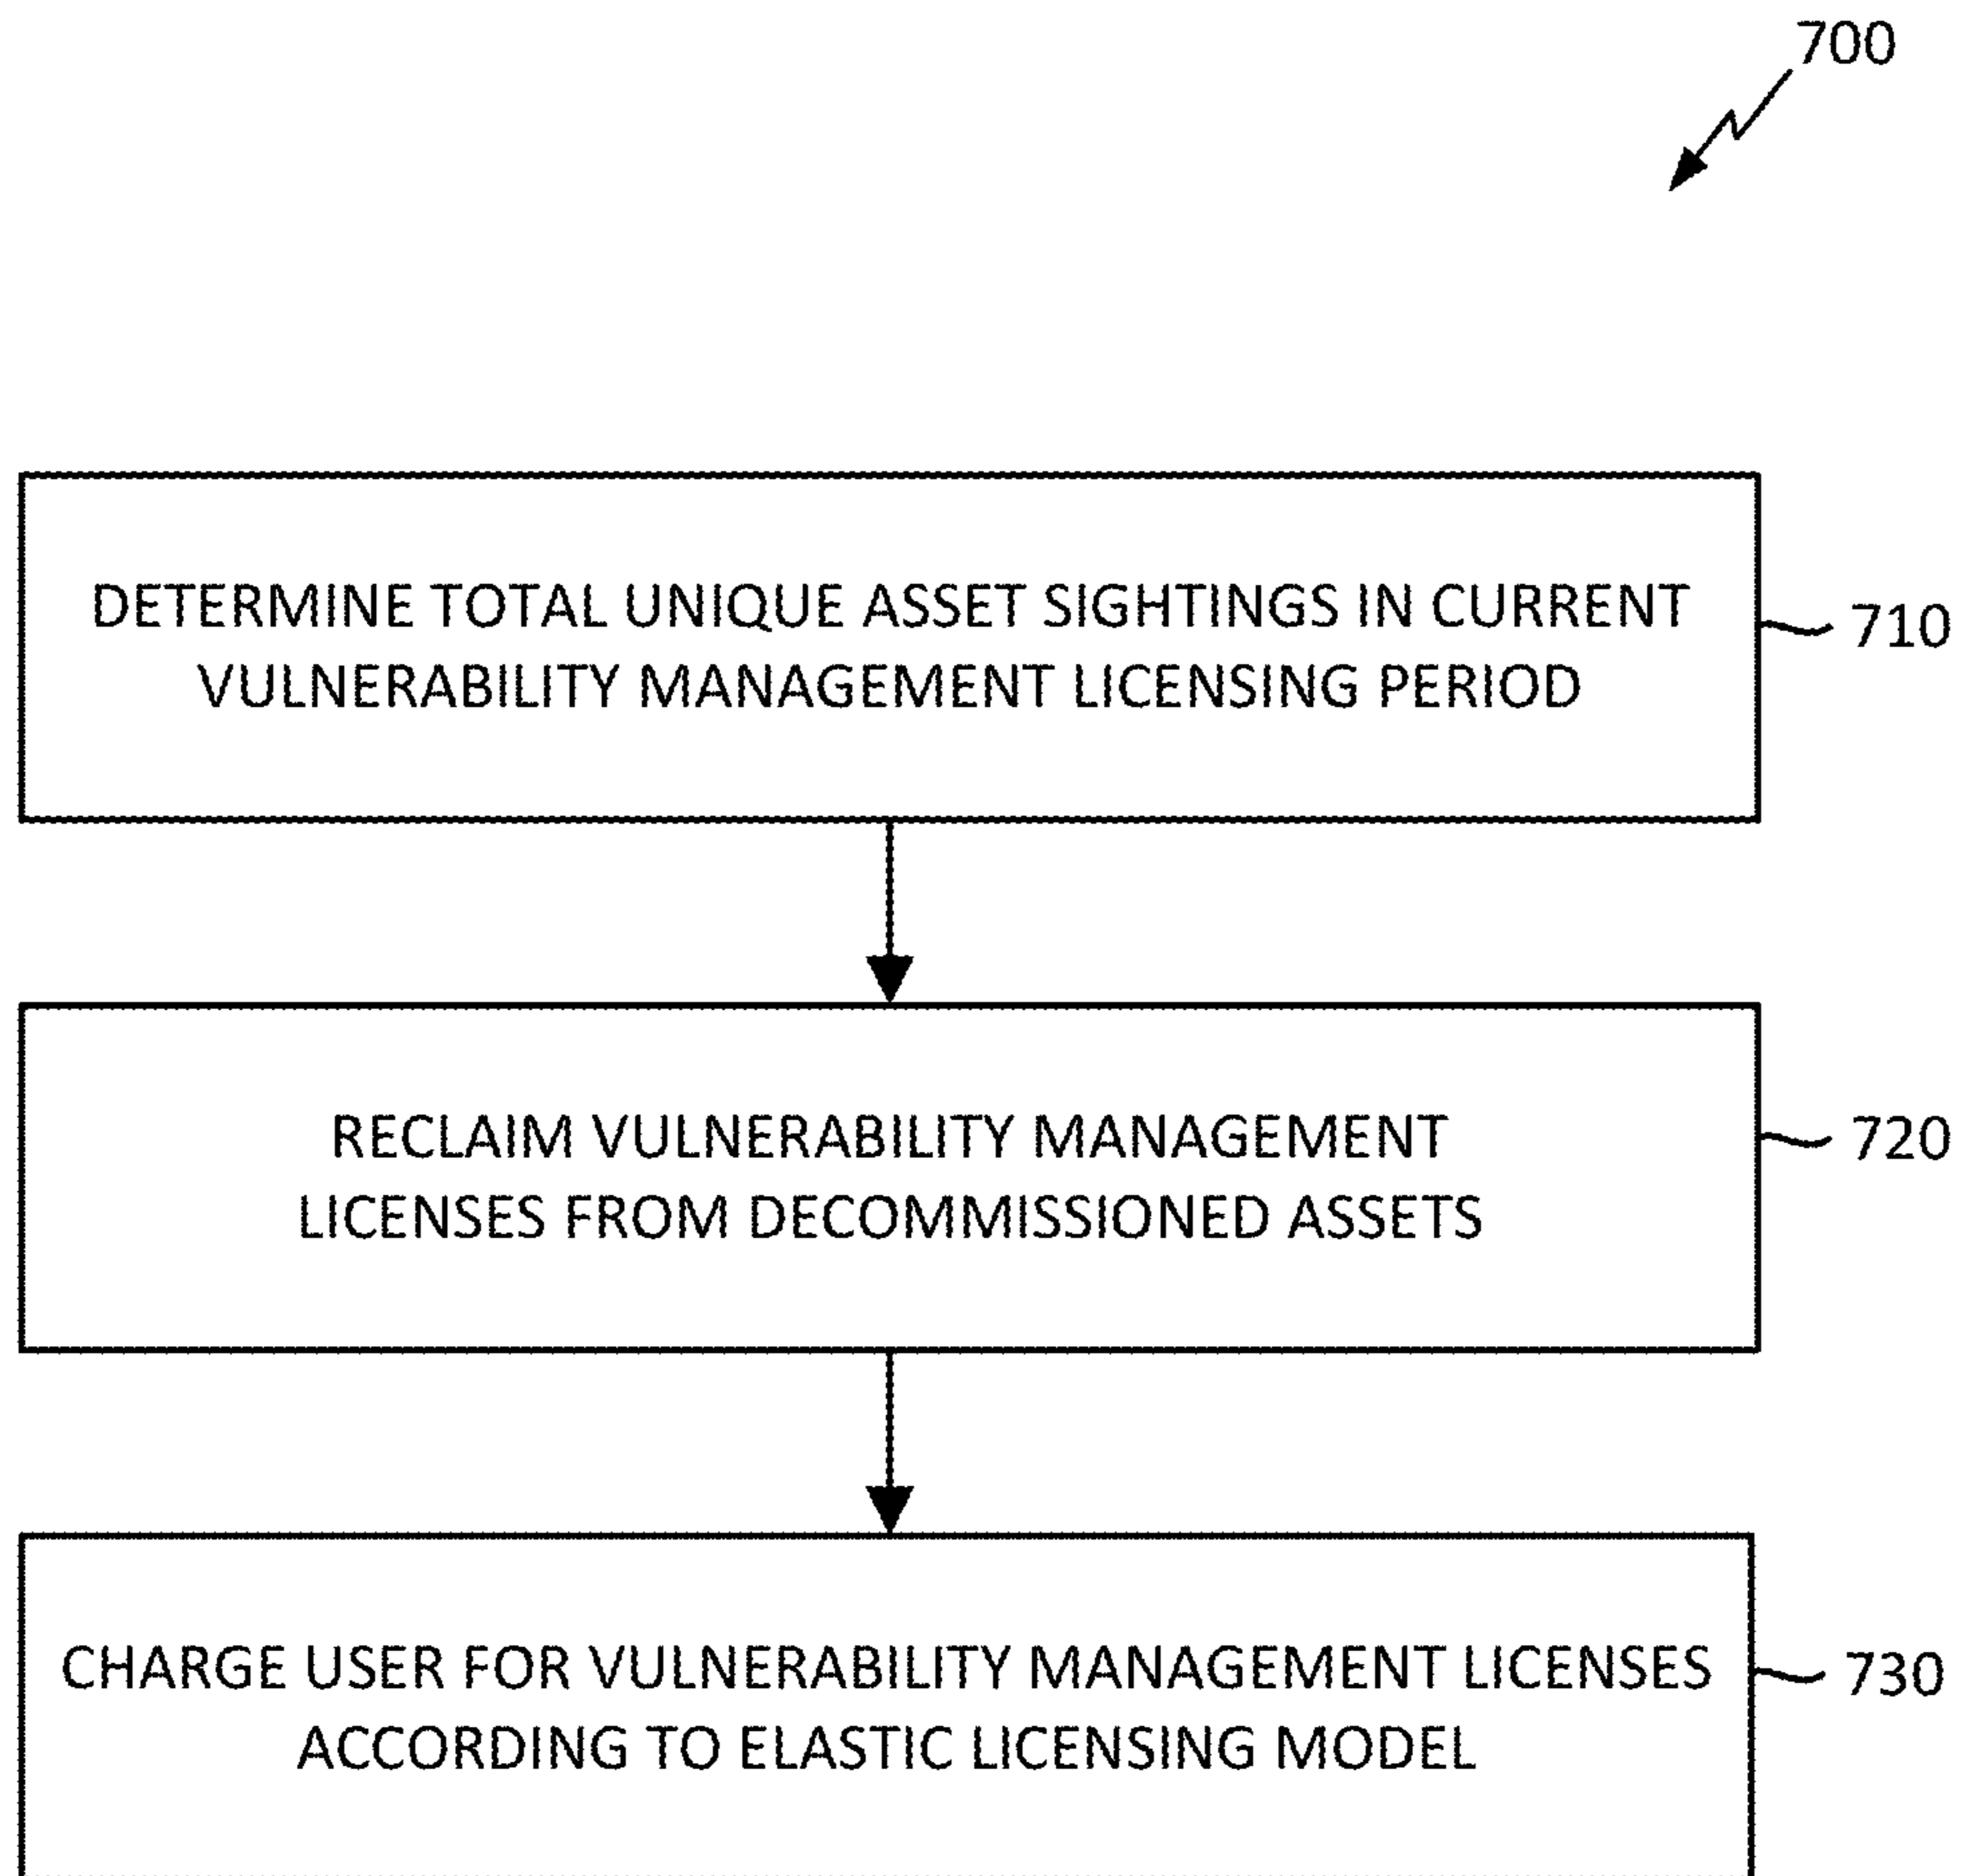 700
DETERMINE TOTAL UNIQUE ASSET SIGHTINGS IN CURRENT
VULNERABILITY MANAGEMENT LICENSING PERIOD
710
RECLAIM VULNERABILITY MANAGEMENT
LICENSES FROM DECOMMISSIONED ASSETS
720
CHARGE USER FOR VULNERABILITY MANAGEMENT LICENSES
ACCORDING TO ELASTIC LICENSING MODEL
730